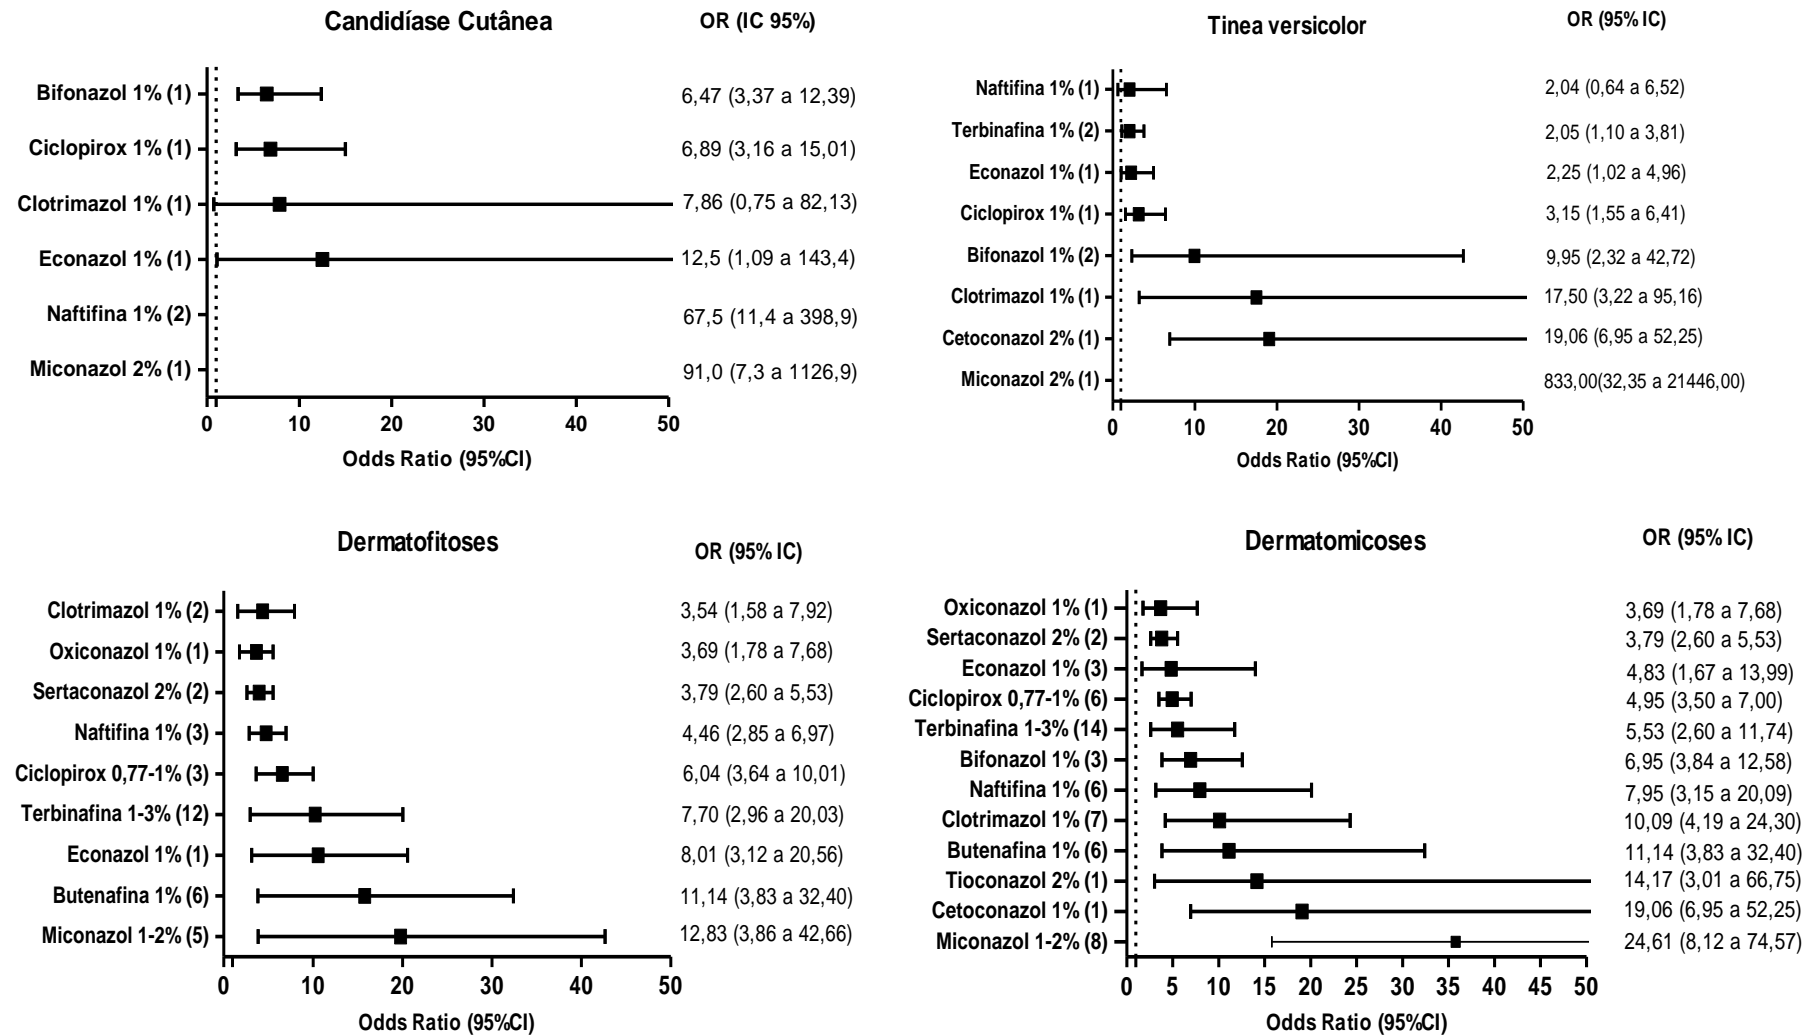 Candidíase Cutânea OR (IC 95%)
Bifonazol 1% (1) 6,47 (3,37 a 12,39)
Ciclopirox 1% (1) 6,89 (3,16 a 15,01)
Clotrimazol 1% (1) 7,86 (0,75 a 82,13)
Econazol 1% (1) 12,5 (1,09 a 143,4)
Naftifina 1% (2) 67,5 (11,4 a 398,9)
Miconazol 2% (1) 91,0 (7,3 a 1126,9)
0 10 20 30 40 50
Odds Ratio (95%CI)
Tinea versicolor OR (95% IC)
Naftifina 1% (1) 2,04 (0,64 a 6,52)
Terbinafina 1% (2) 2,05 (1,10 a 3,81)
Econazol 1% (1) 2,25 (1,02 a 4,96)
Ciclopirox 1% (1) 3,15 (1,55 a 6,41)
Bifonazol 1% (2) 9,95 (2,32 a 42,72)
Clotrimazol 1% (1) 17,50 (3,22 a 95,16)
Cetoconazol 2% (1) 19,06 (6,95 a 52,25)
Miconazol 2% (1) 833,00(32,35 a 21446,00)
0 10 20 30 40 50
Odds Ratio (95%CI)
Dermatofitoses OR (95% IC)
Clotrimazol 1% (2) 3,54 (1,58 a 7,92)
Oxiconazol 1% (1) 3,69 (1,78 a 7,68)
Sertaconazol 2% (2) 3,79 (2,60 a 5,53)
Naftifina 1% (3) 4,46 (2,85 a 6,97)
Ciclopirox 0,77-1% (3) 6,04 (3,64 a 10,01)
Terbinafina 1-3% (12) 7,70 (2,96 a 20,03)
Econazol 1% (1) 8,01 (3,12 a 20,56)
Butenafina 1% (6) 11,14 (3,83 a 32,40)
Miconazol 1-2% (5) 12,83 (3,86 a 42,66)
0 10 20 30 40 50
Odds Ratio (95%CI)
Dermatomicoses OR (95% IC)
Oxiconazol 1% (1) 3,69 (1,78 a 7,68)
Sertaconazol 2% (2) 3,79 (2,60 a 5,53)
Econazol 1% (3) 4,83 (1,67 a 13,99)
Ciclopirox 0,77-1% (6) 4,95 (3,50 a 7,00)
Terbinafina 1-3% (14) 5,53 (2,60 a 11,74)
Bifonazol 1% (3) 6,95 (3,84 a 12,58)
Naftifina 1% (6) 7,95 (3,15 a 20,09)
Clotrimazol 1% (7) 10,09 (4,19 a 24,30)
Butenafina 1% (6) 11,14 (3,83 a 32,40)
Tioconazol 2% (1) 14,17 (3,01 a 66,75)
Cetoconazol 1% (1) 19,06 (6,95 a 52,25)
Miconazol 1-2% (8) 24,61 (8,12 a 74,57)
0 5 10 15 20 25 30 35 40 45 50
Odds Ratio (95%CI)